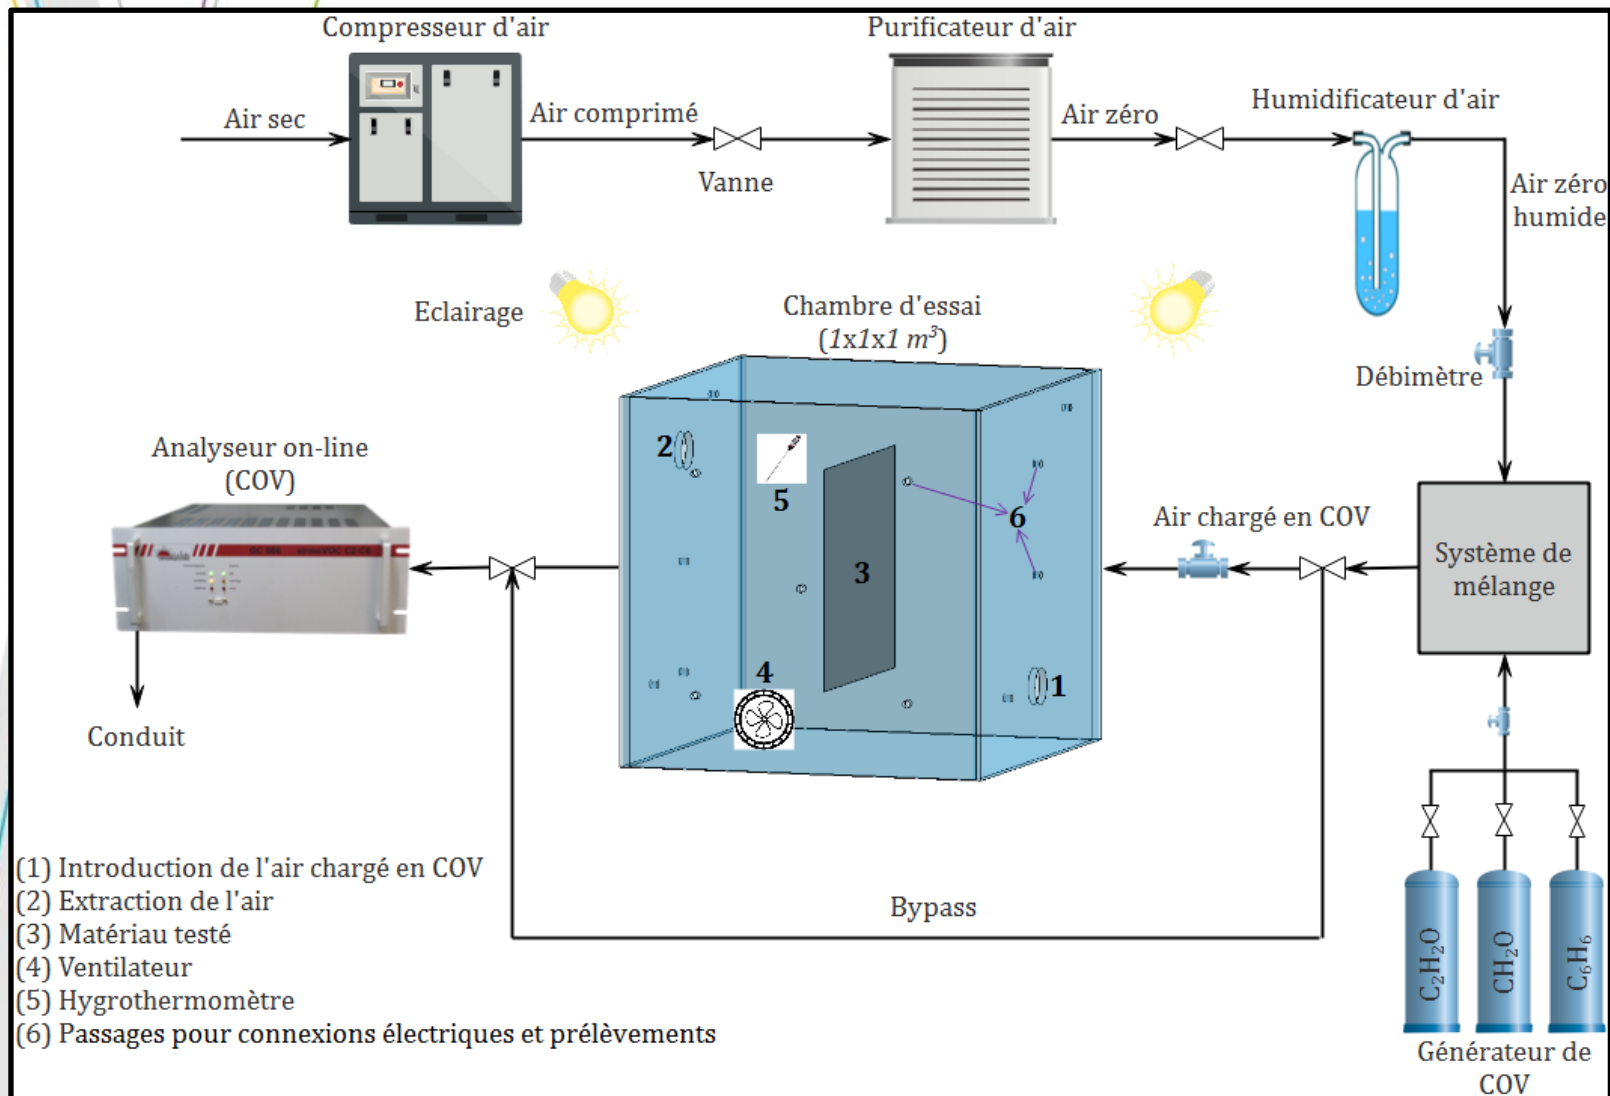 Compresseur d'air
Purificateur d'air
Air sec
Air comprimé
Vanne
Air zéro
Humidificateur d'air
Air zéro
humide
Eclairage
Chambre d'essai
(1x1x1 m³)
Débimètre
Analyseur on-line
(COV)
2
5
6
3
4
1
Air chargé en COV
Système de
mélange
Conduit
Bypass
(1) Introduction de l'air chargé en COV
(2) Extraction de l'air
(3) Matériau testé
(4) Ventilateur
(5) Hygrothermomètre
(6) Passages pour connexions électriques et prélèvements
C₂H₂O
CH₂O
C₆H₆
Générateur de
COV